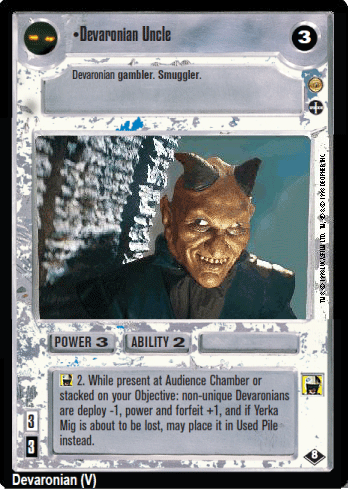 •Devaronian Uncle
3
Devaronian gambler. Smuggler.
POWER 3
ABILITY 2
2. While present at Audience Chamber or
stacked on your Objective: non-unique Devaronians
are deploy -1, power and forfeit +1, and if Yerka
Mig is about to be lost, may place it in Used Pile
instead.
3
3
8
Devaronian (V)